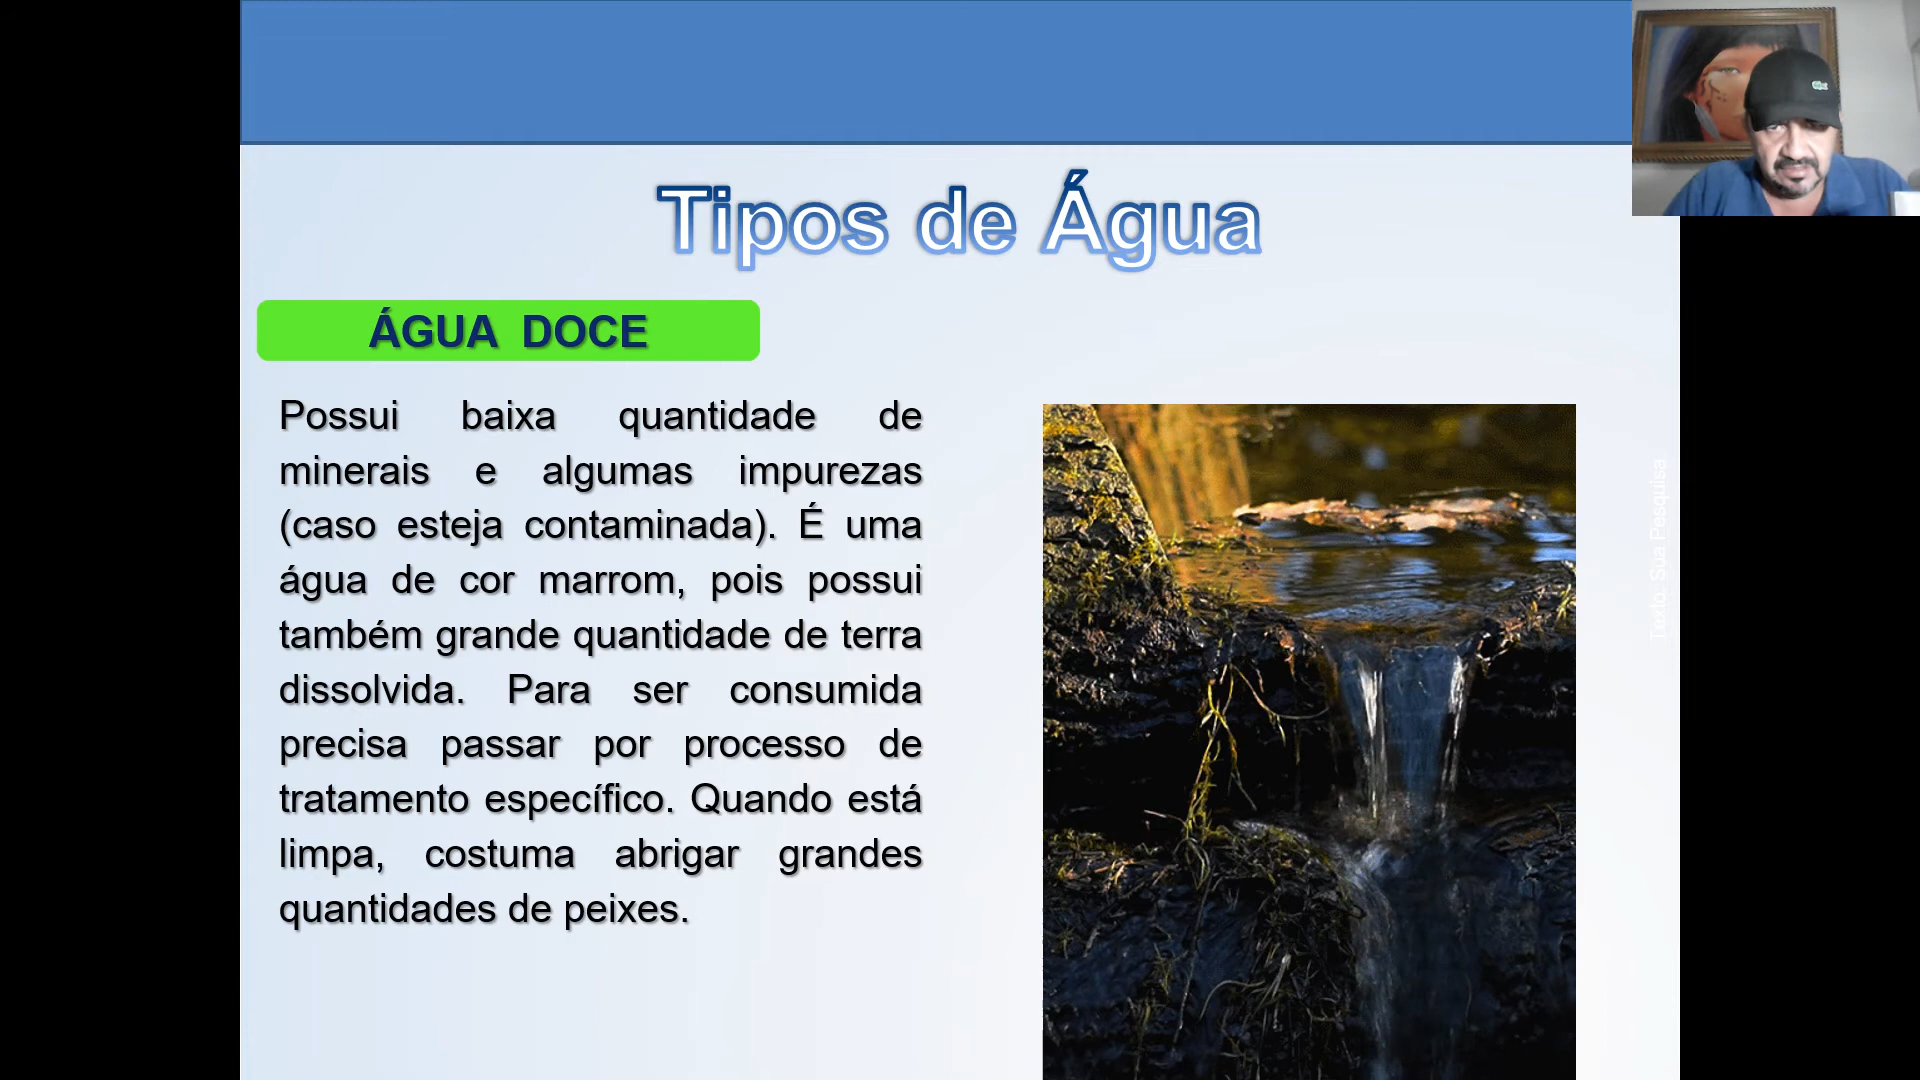 Tipos de Água
ÁGUA DOCE
Possui baixa quantidade de
minerais e algumas impurezas
(caso esteja contaminada). É uma
água de cor marrom, pois possui
também grande quantidade de terra
dissolvida. Para ser consumida
precisa passar por processo de
tratamento específico. Quando está
limpa, costuma abrigar grandes
quantidades de peixes.
Texto: Sua Pesquisa